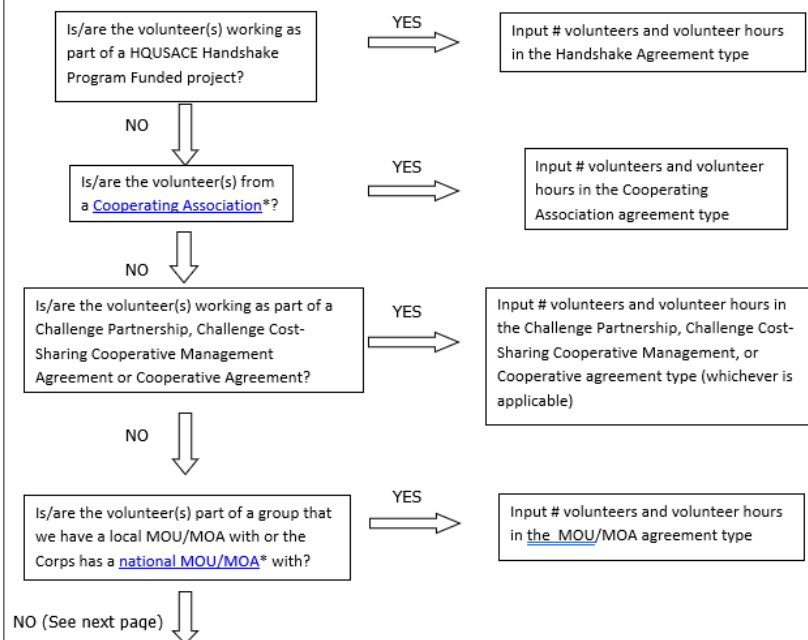 Is/are the volunteer(s) working as
part of a HQUSACE Handshake
Program Funded project?
YES
Input # volunteers and volunteer hours
in the Handshake Agreement type
NO
Is/are the volunteer(s) from
a Cooperating Association*?
YES
Input # volunteers and volunteer
hours in the Cooperating
Association agreement type
NO
Is/are the volunteer(s) working as part of a
Challenge Partnership, Challenge Cost-
Sharing Cooperative Management
Agreement or Cooperative Agreement?
YES
Input # volunteers and volunteer hours in
the Challenge Partnership, Challenge Cost-
Sharing Cooperative Management, or
Cooperative agreement type (whichever is
applicable)
NO
Is/are the volunteer(s) part of a group that
we have a local MOU/MOA with or the
Corps has a national MOU/MOA* with?
YES
Input # volunteers and volunteer hours
in the MOU/MOA agreement type
NO (See next page)